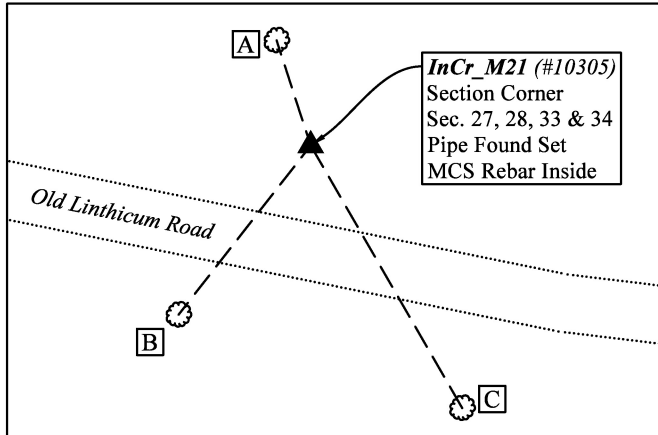 A
InCr_M21 (#10305)
Section Corner
Sec. 27, 28, 33 & 34
Pipe Found Set
MCS Rebar Inside
Old Linthicum Road
B
C